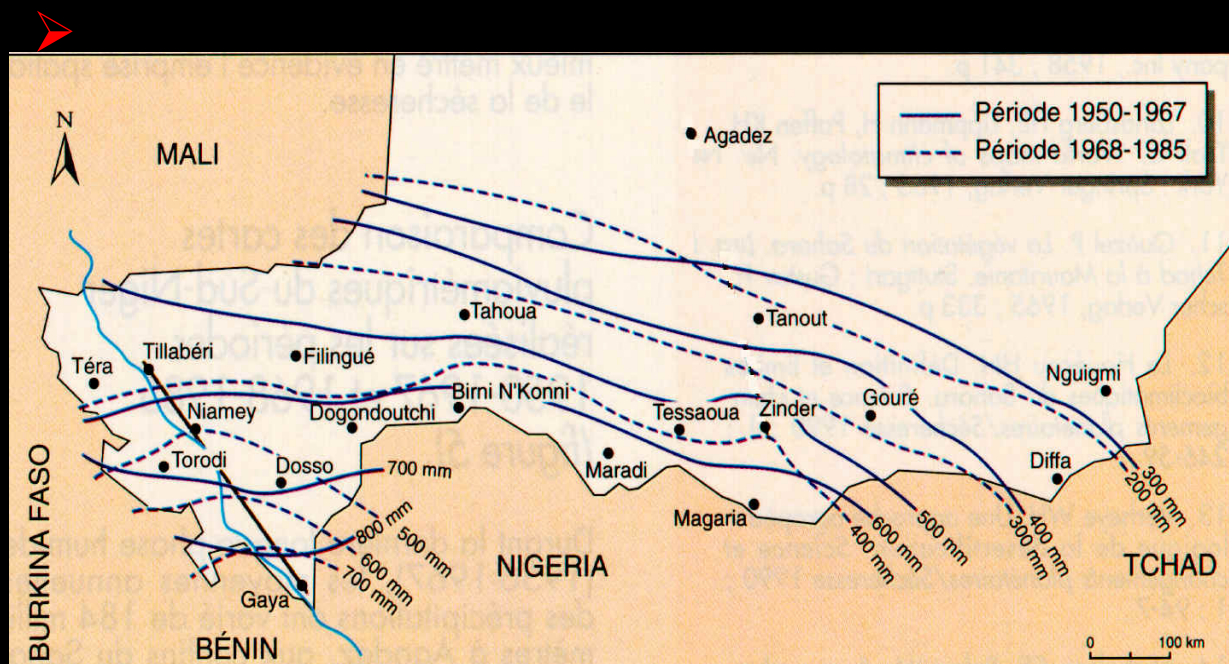 Période 1950-1967
Période 1968-1985
N
MALI
Agadez
Tahoua
Tanout
Tillabéri
Filingué
Téra
Nguigmi
Birni N'Konni
Gouré
Niamey
Dogondoutchi
Tessaoua
Zinder
Torodi
Dosso
700 mm
Maradi
Diffa
Magaria
300 mm
200 mm
400 mm
300 mm
500 mm
600 mm
400 mm
500 mm
800 mm
600 mm
700 mm
NIGERIA
TCHAD
Gaya
BURKINA FASO
BÉNIN
0 100 km